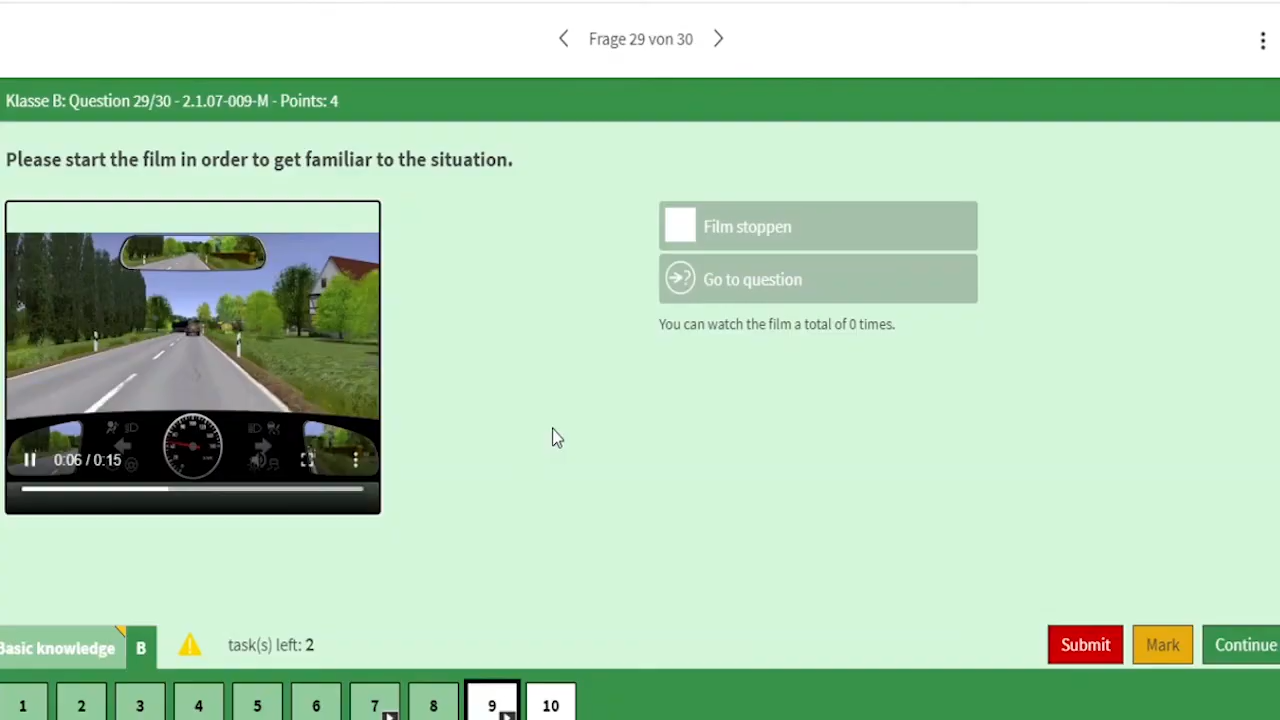 Frage 29 von 30
Klasse B: Question 29/30 - 2.1.07-009-M - Points: 4
Please start the film in order to get familiar to the situation.
Film stoppen
Go to question
You can watch the film a total of 0 times.
0:06 / 0:15
Basic knowledge
B
task(s) left: 2
Submit
Mark
Continue
1 2 3 4 5 6 7 8 9 10